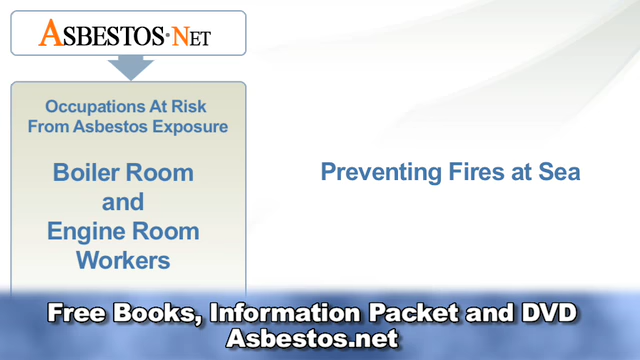 ASBESTOS·NET
Occupations At Risk
From Asbestos Exposure
Boiler Room
and
Engine Room
Workers
Preventing Fires at Sea
Free Books, Information Packet and DVD
Asbestos.net